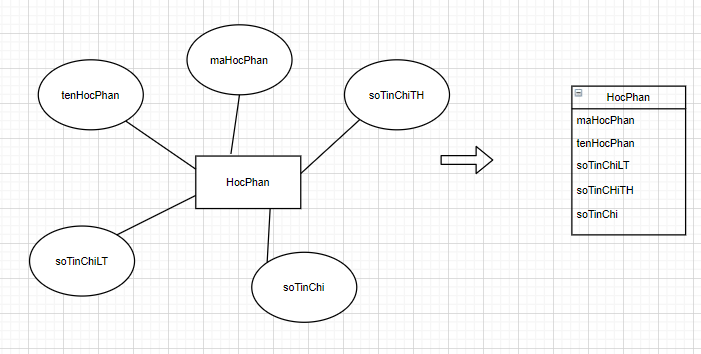 maHocPhan
tenHocPhan
soTinChiTH
HocPhan
soTinChiLT
soTinChi
HocPhan
maHocPhan
tenHocPhan
soTinChiLT
soTinCHiTH
soTinChi